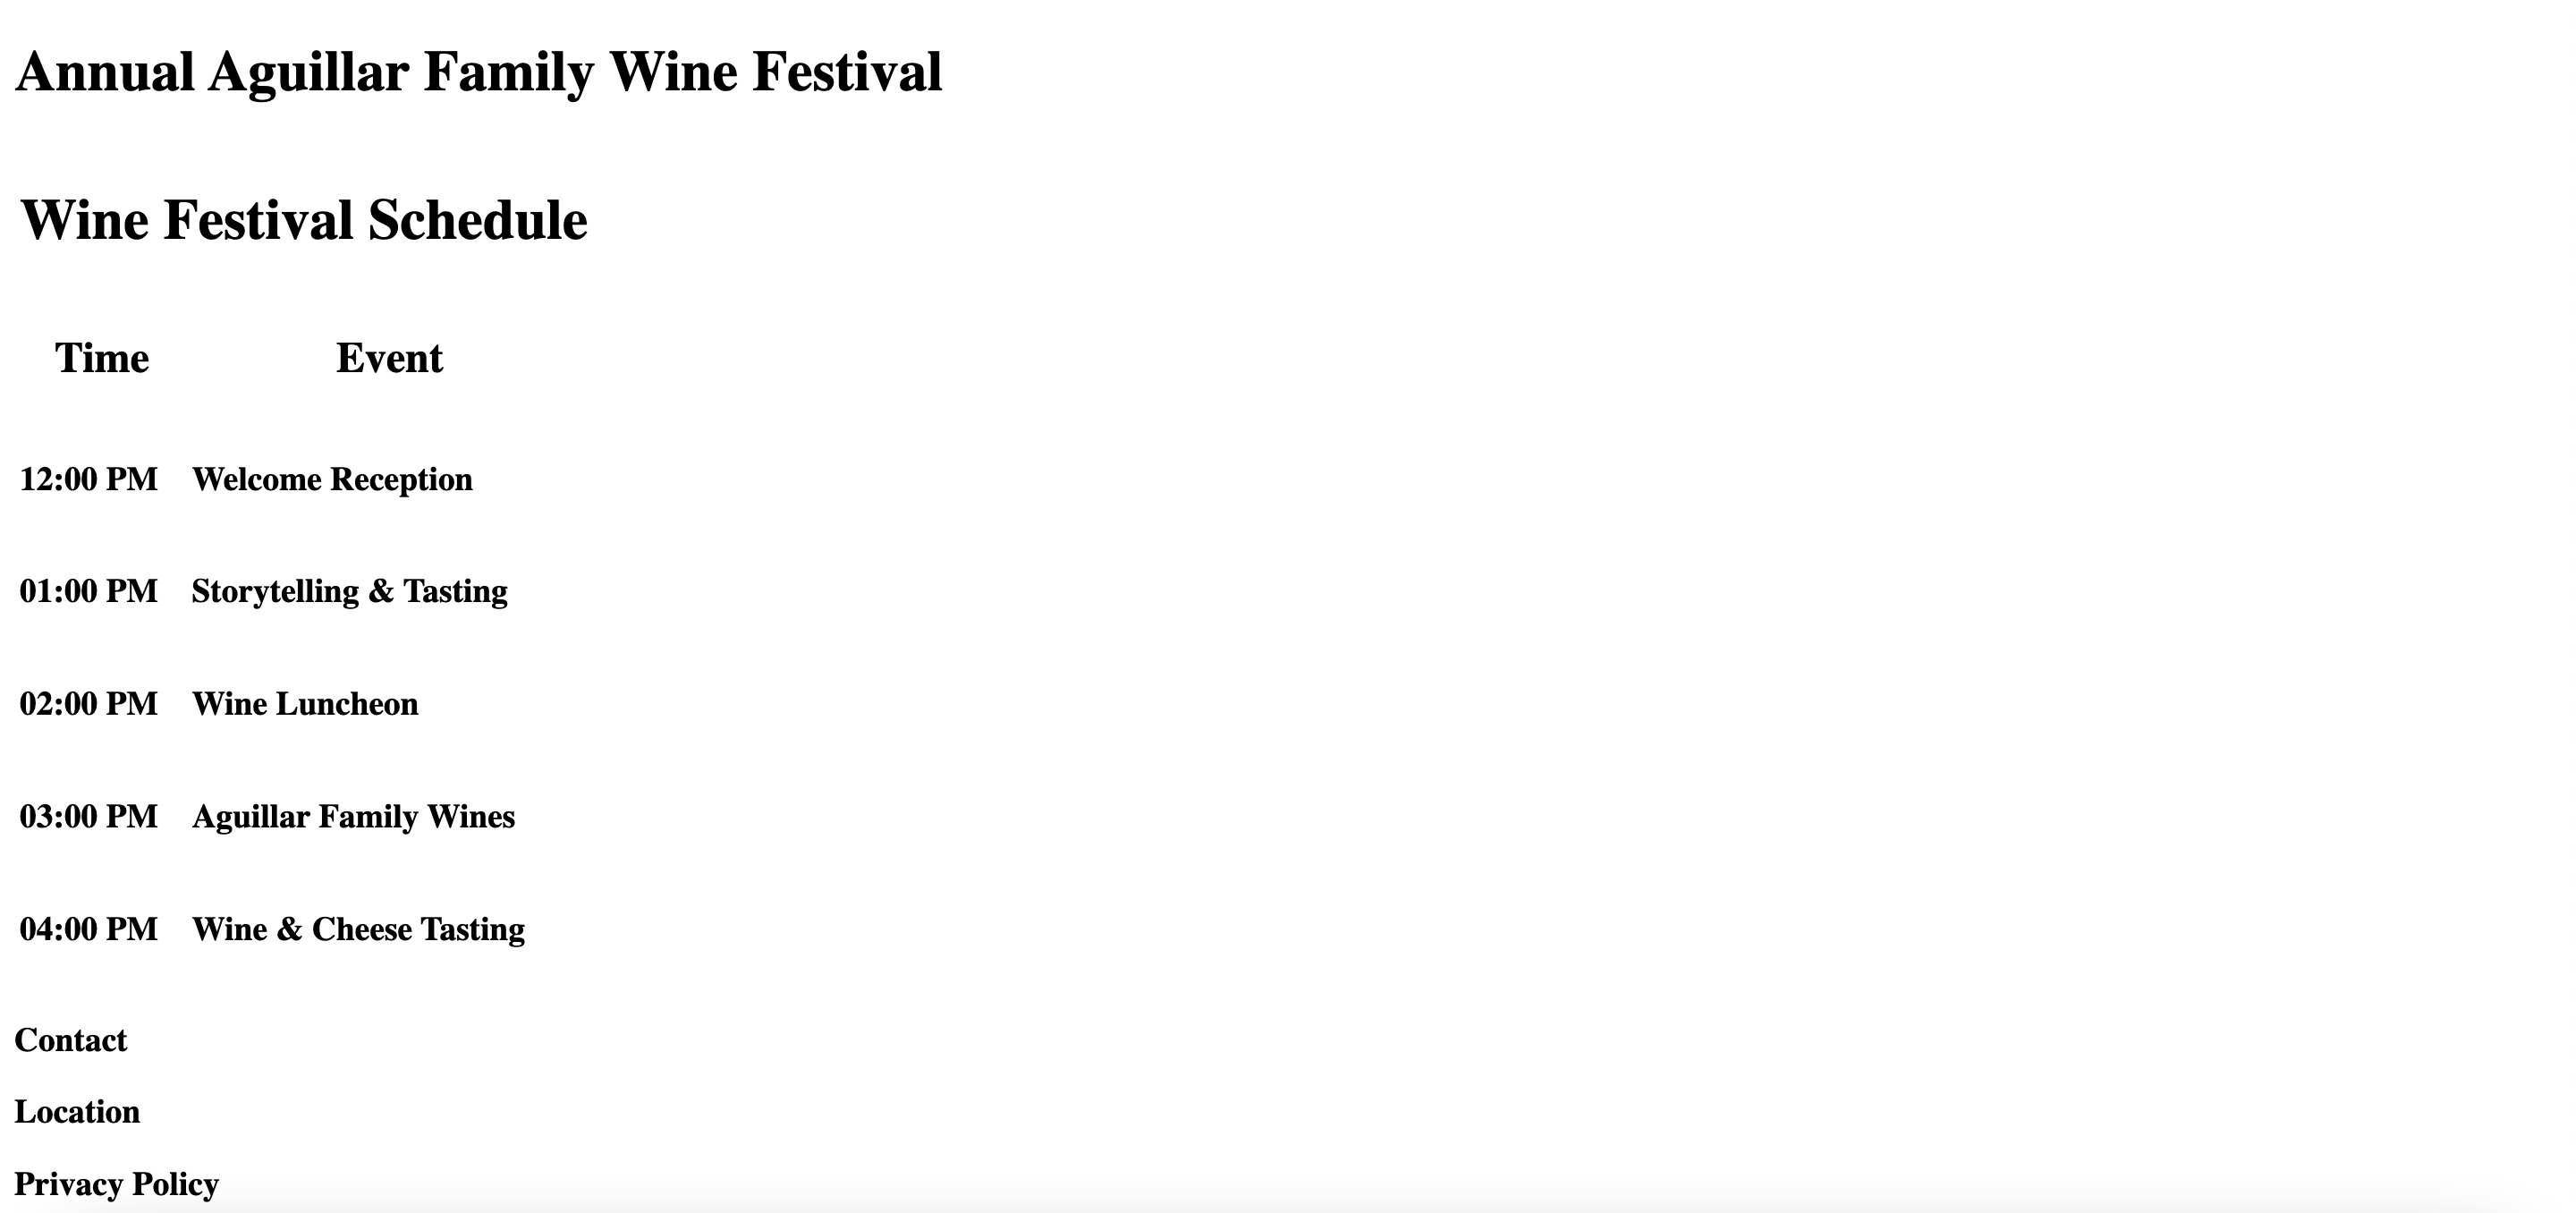 Annual Aguillar Family Wine Festival
Wine Festival Schedule
Time Event
12:00 PM Welcome Reception
01:00 PM Storytelling & Tasting
02:00 PM Wine Luncheon
03:00 PM Aguillar Family Wines
04:00 PM Wine & Cheese Tasting
Contact
Location
Privacy Policy